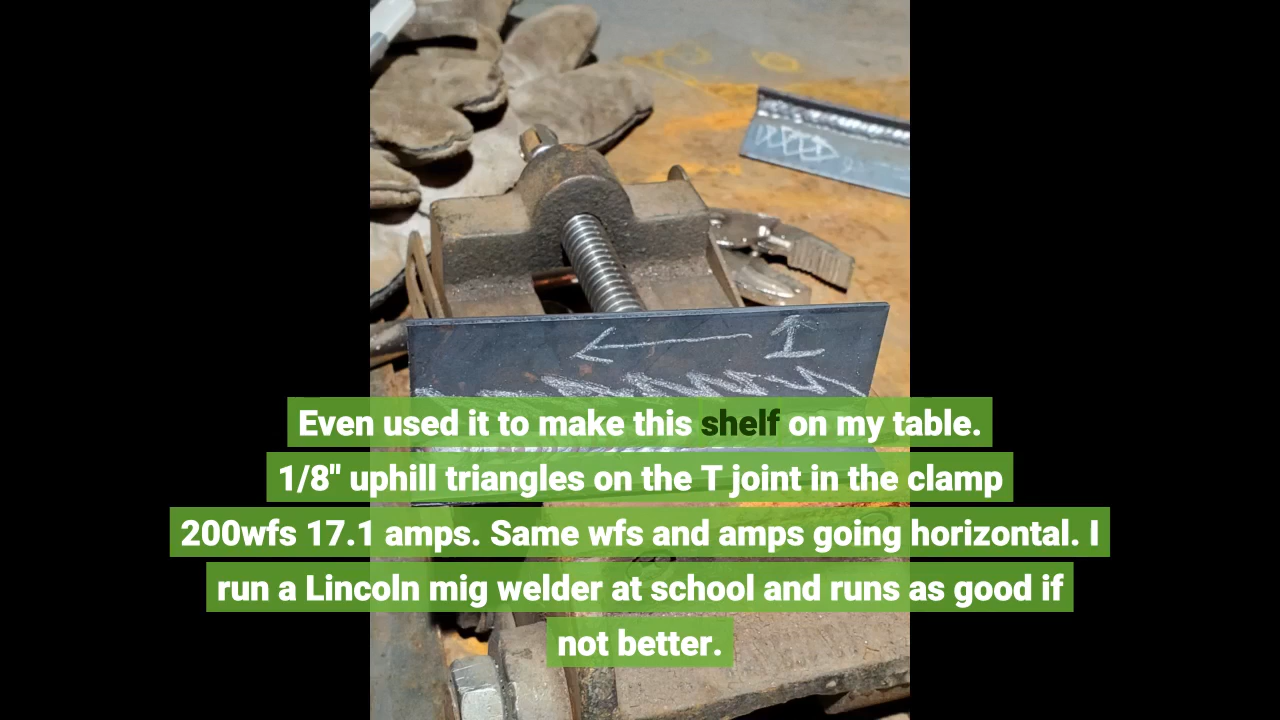 Even used it to make this shelf on my table.
1/8" uphill triangles on the T joint in the clamp
200wfs 17.1 amps. Same wfs and amps going horizontal. I
run a Lincoln mig welder at school and runs as good if
not better.